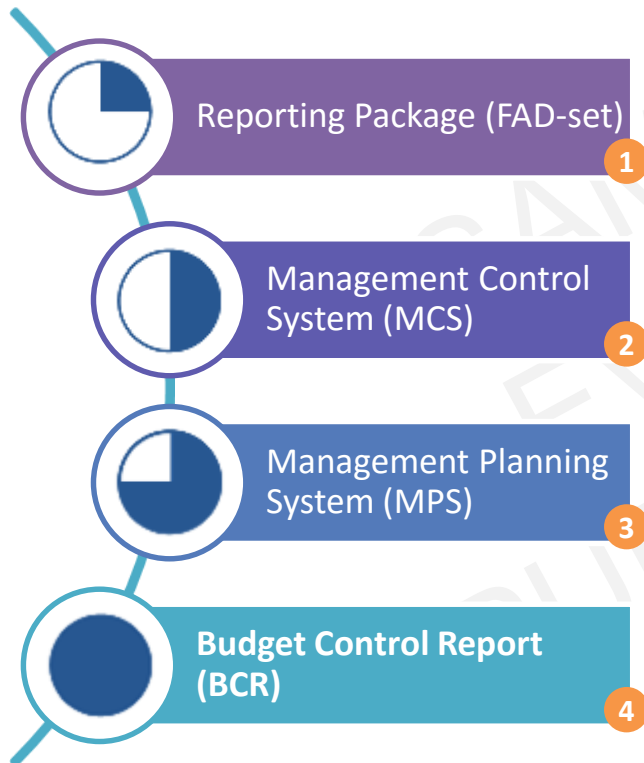 Reporting Package (FAD-set)
1
Management Control
System (MCS)
2
Management Planning
System (MPS)
3
Budget Control Report
(BCR)
4